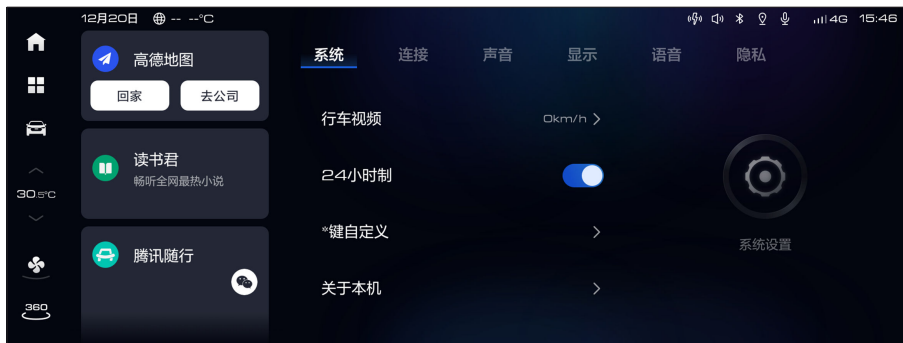 12月20日 -- --°C 4G 15:46
高德地图
回家 去公司
读书君
畅听全网最热小说
腾讯随行
30.5°C
360
系统 连接 声音 显示 语音 隐私
行车视频 0km/h
24小时制
*键自定义
关于本机
系统设置